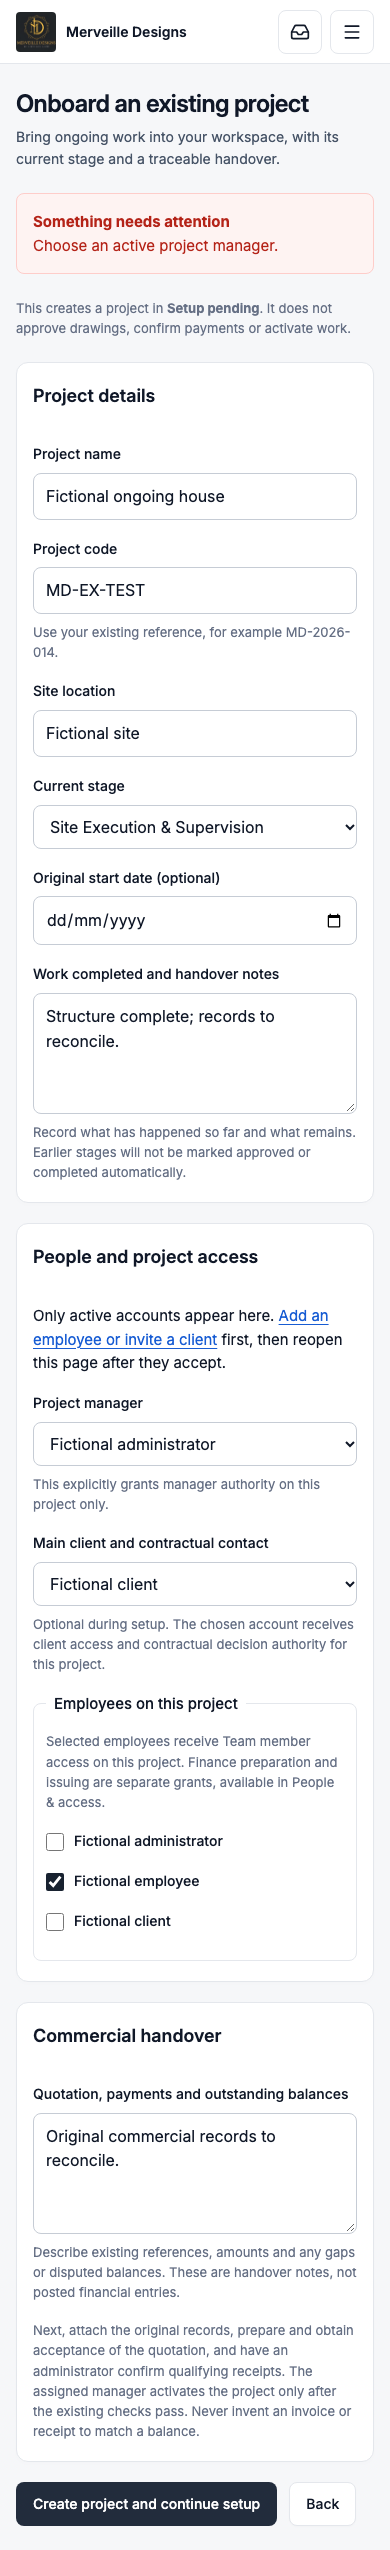 Merveille Designs
Onboard an existing project
Bring ongoing work into your workspace, with its
current stage and a traceable handover.
Something needs attention
Choose an active project manager.
This creates a project in Setup pending. It does not
approve drawings, confirm payments or activate work.
Project details
Project name
Fictional ongoing house
Project code
MD-EX-TEST
Use your existing reference, for example MD-2026-
014.
Site location
Fictional site
Current stage
Site Execution & Supervision
Original start date (optional)
dd/mm/yyyy
Work completed and handover notes
Structure complete; records to
reconcile.
Record what has happened so far and what remains.
Earlier stages will not be marked approved or
completed automatically.
People and project access
Only active accounts appear here. Add an
employee or invite a client first, then reopen
this page after they accept.
Project manager
Fictional administrator
This explicitly grants manager authority on this
project only.
Main client and contractual contact
Fictional client
Optional during setup. The chosen account receives
client access and contractual decision authority for
this project.
Employees on this project
Selected employees receive Team member
access on this project. Finance preparation and
issuing are separate grants, available in People
& access.
Fictional administrator
Fictional employee
Fictional client
Commercial handover
Quotation, payments and outstanding balances
Original commercial records to
reconcile.
Describe existing references, amounts and any gaps
or disputed balances. These are handover notes, not
posted financial entries.
Next, attach the original records, prepare and obtain
acceptance of the quotation, and have an
administrator confirm qualifying receipts. The
assigned manager activates the project only after
the existing checks pass. Never invent an invoice or
receipt to match a balance.
Create project and continue setup
Back